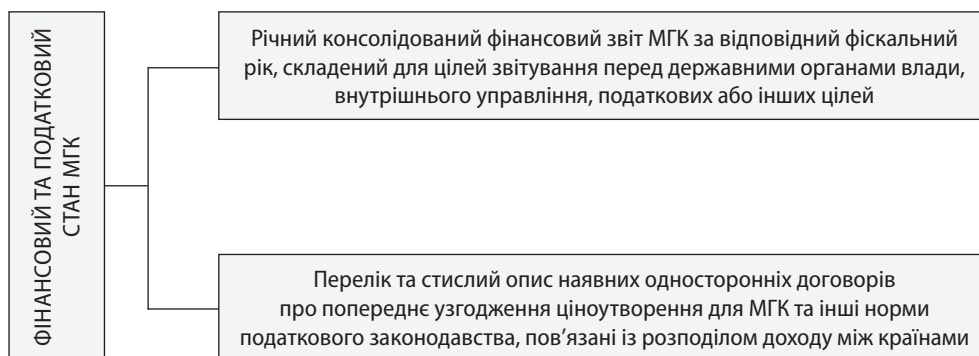 ФІНАНСОВИЙ ТА ПОДАТКОВИЙ
СТАН МГК
Річний консолідований фінансовий звіт МГК за відповідний фіскальний
рік, складений для цілей звітування перед державними органами влади,
внутрішнього управління, податкових або інших цілей
Перелік та стислий опис наявних односторонніх договорів
про попереднє узгодження ціноутворення для МГК та інші норми
податкового законодавства, пов’язані із розподілом доходу між країнами